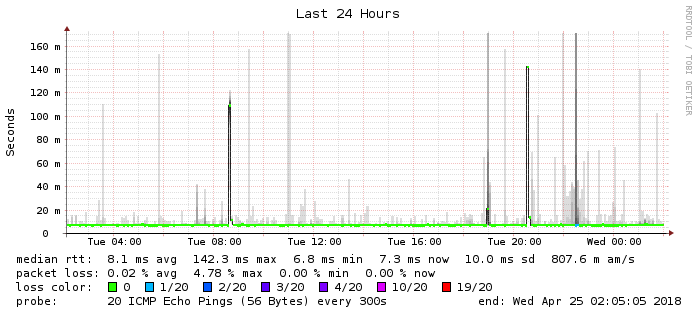 Last 24 Hours
RRDTOOL / TOBI OETIKER
Seconds
160 m
140 m
120 m
100 m
80 m
60 m
40 m
20 m
0
Tue 04:00 Tue 08:00 Tue 12:00 Tue 16:00 Tue 20:00 Wed 00:00
median rtt: 8.1 ms avg 142.3 ms max 6.8 ms min 7.3 ms now 10.0 ms sd 807.6 m am/s
packet loss: 0.02 % avg 4.78 % max 0.00 % min 0.00 % now
loss color: 0 1/20 2/20 3/20 4/20 10/20 19/20
probe: 20 ICMP Echo Pings (56 Bytes) every 300s end: Wed Apr 25 02:05:05 2018